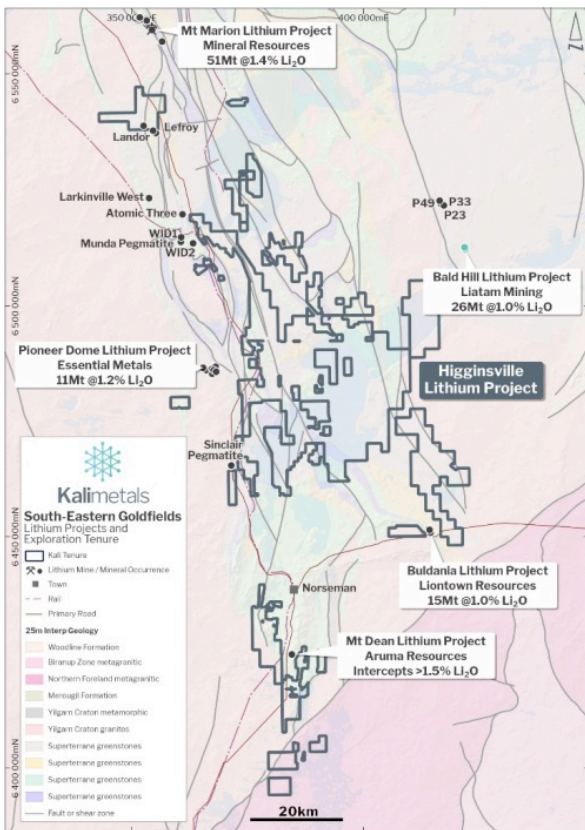 350 000mE
400 000mE
6 550 000mN
6 500 000mN
6 450 000mN
6 400 000mN
Z
Mt Marion Lithium Project
Mineral Resources
51Mt @1.4% Li₂O
Landor
Lefroy
Larkinville West
Atomic Three
WID1
Munda Pegmatite
WID2
P49
P33
P23
Bald Hill Lithium Project
Liatam Mining
26Mt @1.0% Li₂O
Pioneer Dome Lithium Project
Essential Metals
11Mt @1.2% Li₂O
Higginsville
Lithium Project
Sinclair
Pegmatite
Buldania Lithium Project
Liontown Resources
15Mt @1.0% Li₂O
Norseman
Mt Dean Lithium Project
Aruma Resources
Intercepts >1.5% Li₂O
Kalimetals
South-Eastern Goldfields
Lithium Projects and
Exploration Tenure
Kali Tenure
Lithium Mine / Mineral Occurrence
Town
Rail
Primary Road
25m Interp Geology
Woodline Formation
Biranup Zone metagranitic
Northern Foreland metagranitic
Merougil Formation
Yilgarn Craton metamorphic
Yilgarn Craton granites
Superterrane greenstones
Superterrane greenstones
Superterrane greenstones
Superterrane greenstones
Fault or shear zone
20km